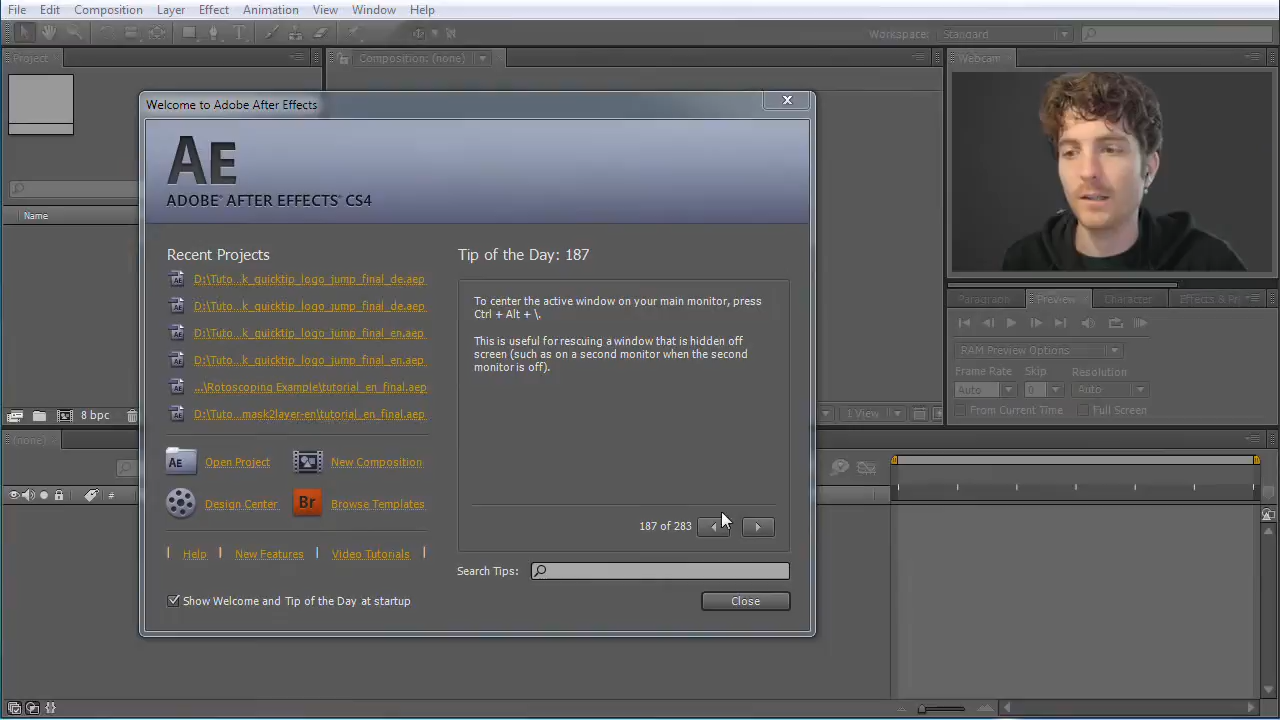 File Edit Composition Layer Effect Animation View Window Help
Workspace: Standard
Project
Composition: (none)
Webcam
Welcome to Adobe After Effects
AE
ADOBE® AFTER EFFECTS® CS4
Name
Recent Projects
D:\Tuto...k_quicktip_logo_jump_final_de.aep
D:\Tuto...k_quicktip_logo_jump_final_de.aep
D:\Tuto...k_quicktip_logo_jump_final_en.aep
D:\Tuto...k_quicktip_logo_jump_final_en.aep
...\Rotoscoping Example\tutorial_en_final.aep
D:\Tuto...mask2layer-en\tutorial_en_final.aep
Ae Open Project New Composition
Design Center Br Browse Templates
Help New Features Video Tutorials
Show Welcome and Tip of the Day at startup
Tip of the Day: 187
To center the active window on your main monitor, press
Ctrl + Alt + \.
This is useful for rescuing a window that is hidden off
screen (such as on a second monitor when the second
monitor is off).
187 of 283
Search Tips:
Close
Paragraph Preview Character Effects & Pr
RAM Preview Options
Frame Rate Skip Resolution
Auto 0 Auto
From Current Time Full Screen
8 bpc
1 View
(none)
#